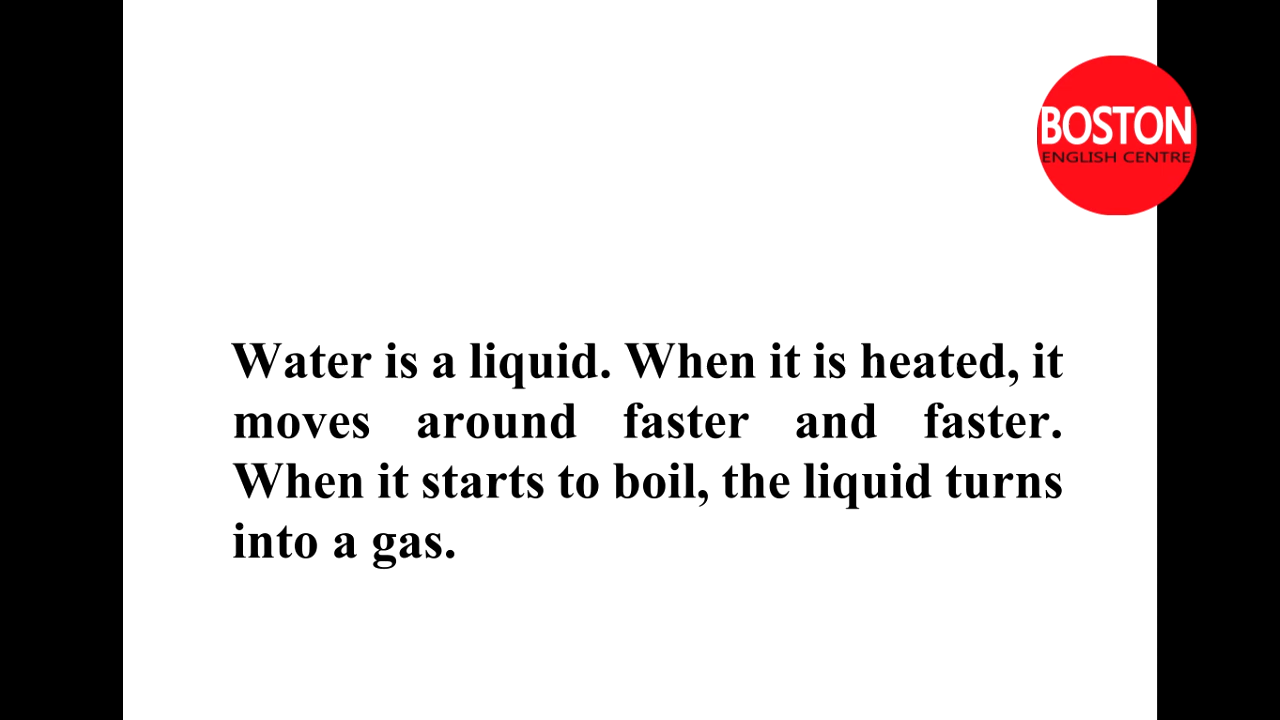 BOSTON
ENGLISH CENTRE
Water is a liquid. When it is heated, it
moves around faster and faster.
When it starts to boil, the liquid turns
into a gas.